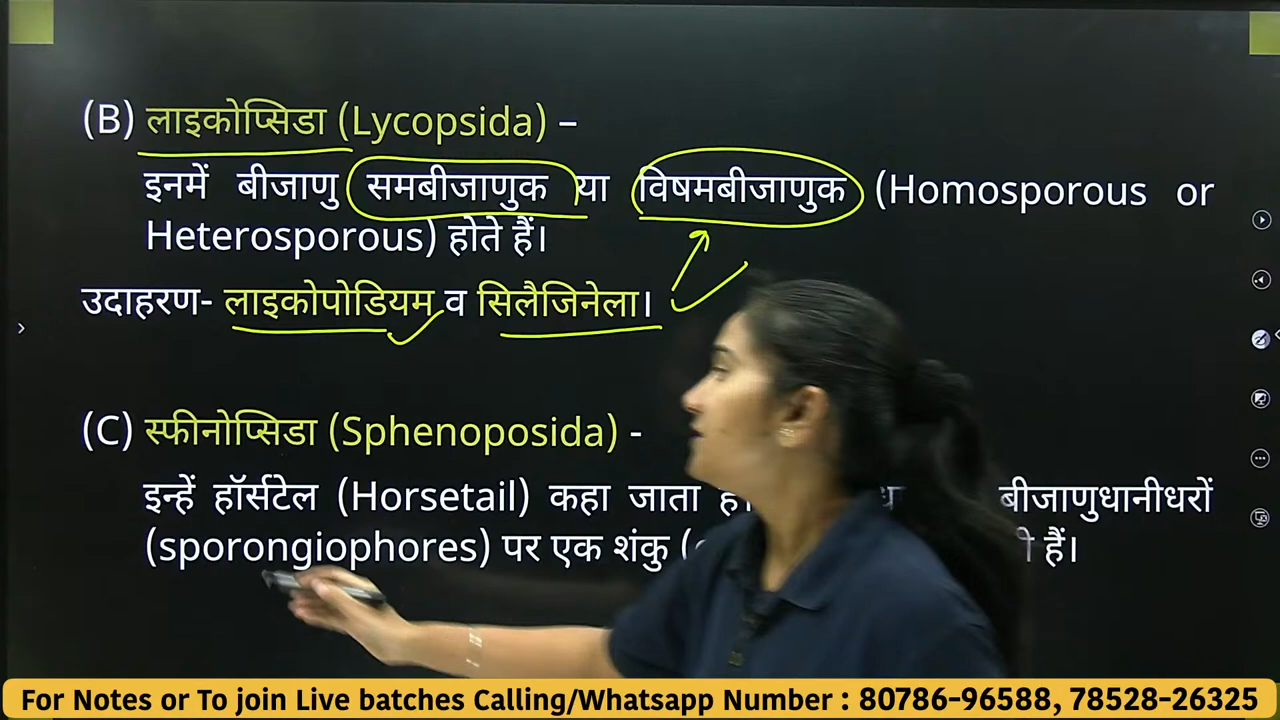 (B) लाइकोप्सिडा (Lycopsida) –
इनमें बीजाणु समबीजाणुक या विषमबीजाणुक (Homosporous or
Heterosporous) होते हैं।
उदाहरण- लाइकोपोडियम व सिलैजिनेला।
(C) स्फीनोप्सिडा (Sphenoposida) -
इन्हें हॉर्सटेल (Horsetail) कहा जाता है। बीजाणुधानीधरों
(sporongiophores) पर एक शंकु हैं।
For Notes or To join Live batches Calling/Whatsapp Number : 80786-96588, 78528-26325